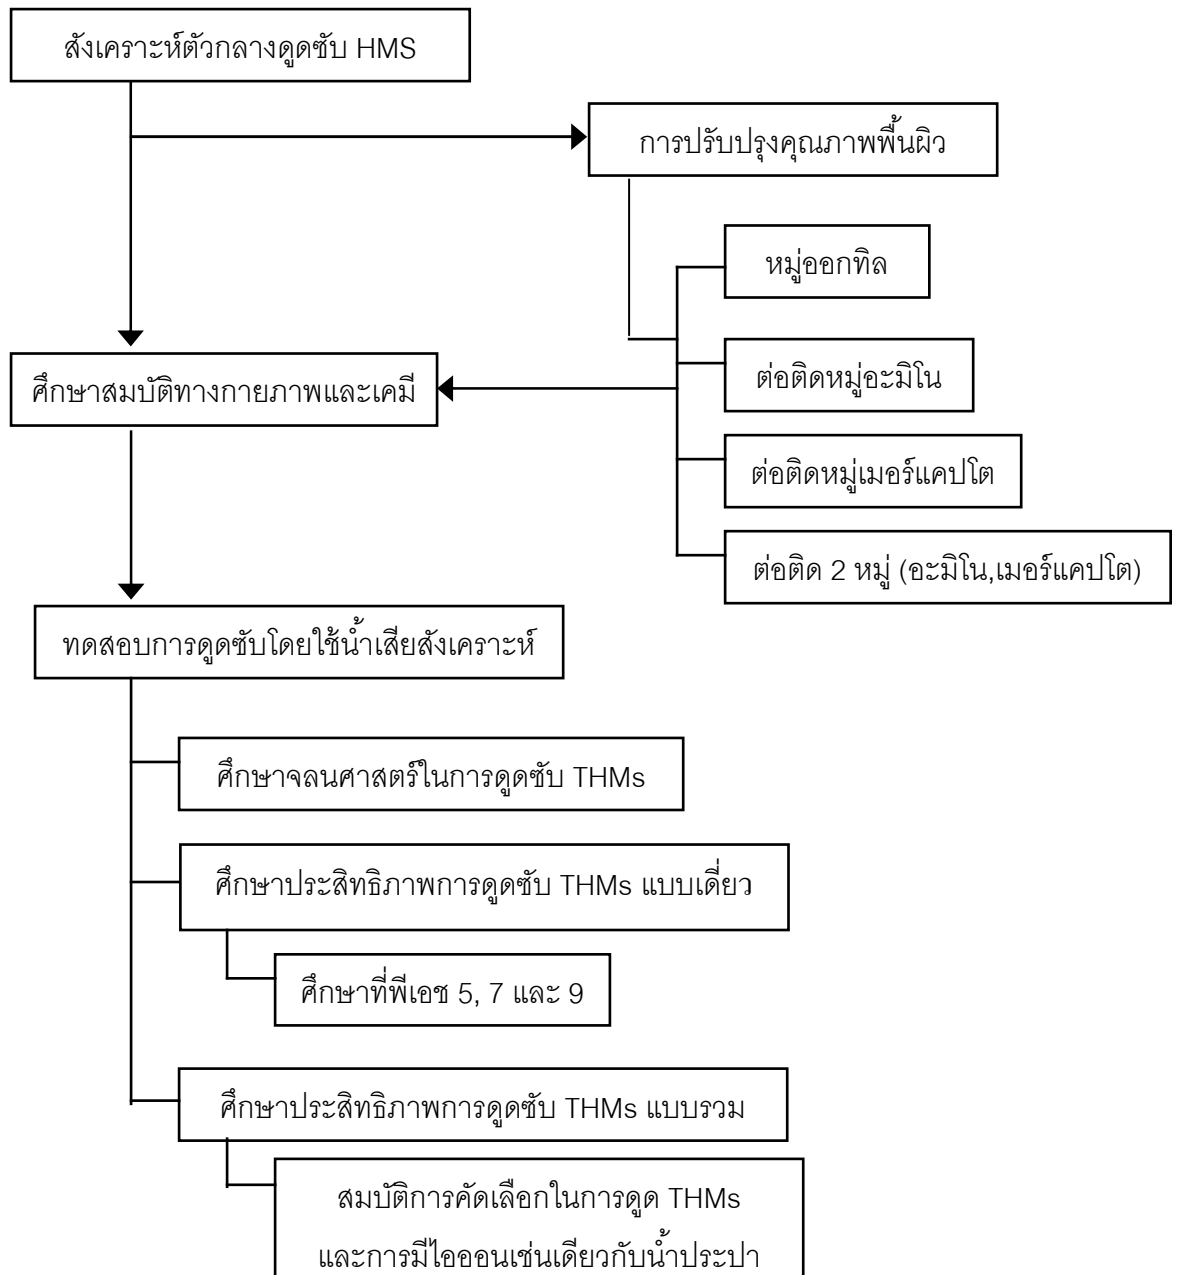 สังเคราะห์ตัวกลางดูดซับ HMS
การปรับปรุงคุณภาพพื้นผิว
หมู่ออกทิล
ศึกษาสมบัติทางกายภาพและเคมี
ต่อติดหมู่อะมิโน
ต่อติดหมู่เมอร์แคปโต
ต่อติด 2 หมู่ (อะมิโน,เมอร์แคปโต)
ทดสอบการดูดซับโดยใช้น้ำเสียสังเคราะห์
ศึกษาจลนศาสตร์ในการดูดซับ THMs
ศึกษาประสิทธิภาพการดูดซับ THMs แบบเดี่ยว
ศึกษาที่พีเอช 5, 7 และ 9
ศึกษาประสิทธิภาพการดูดซับ THMs แบบรวม
สมบัติการคัดเลือกในการดูด THMs
และการมีไอออนเช่นเดียวกับน้ำประปา